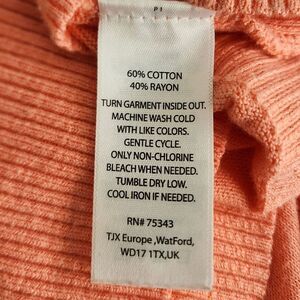 PI
60% COTTON
40% RAYON
TURN GARMENT INSIDE OUT.
MACHINE WASH COLD
WITH LIKE COLORS.
GENTLE CYCLE.
ONLY NON-CHLORINE
BLEACH WHEN NEEDED.
TUMBLE DRY LOW.
COOL IRON IF NEEDED.
RN# 75343
TJX Europe ,WatFord,
WD17 1TX,UK